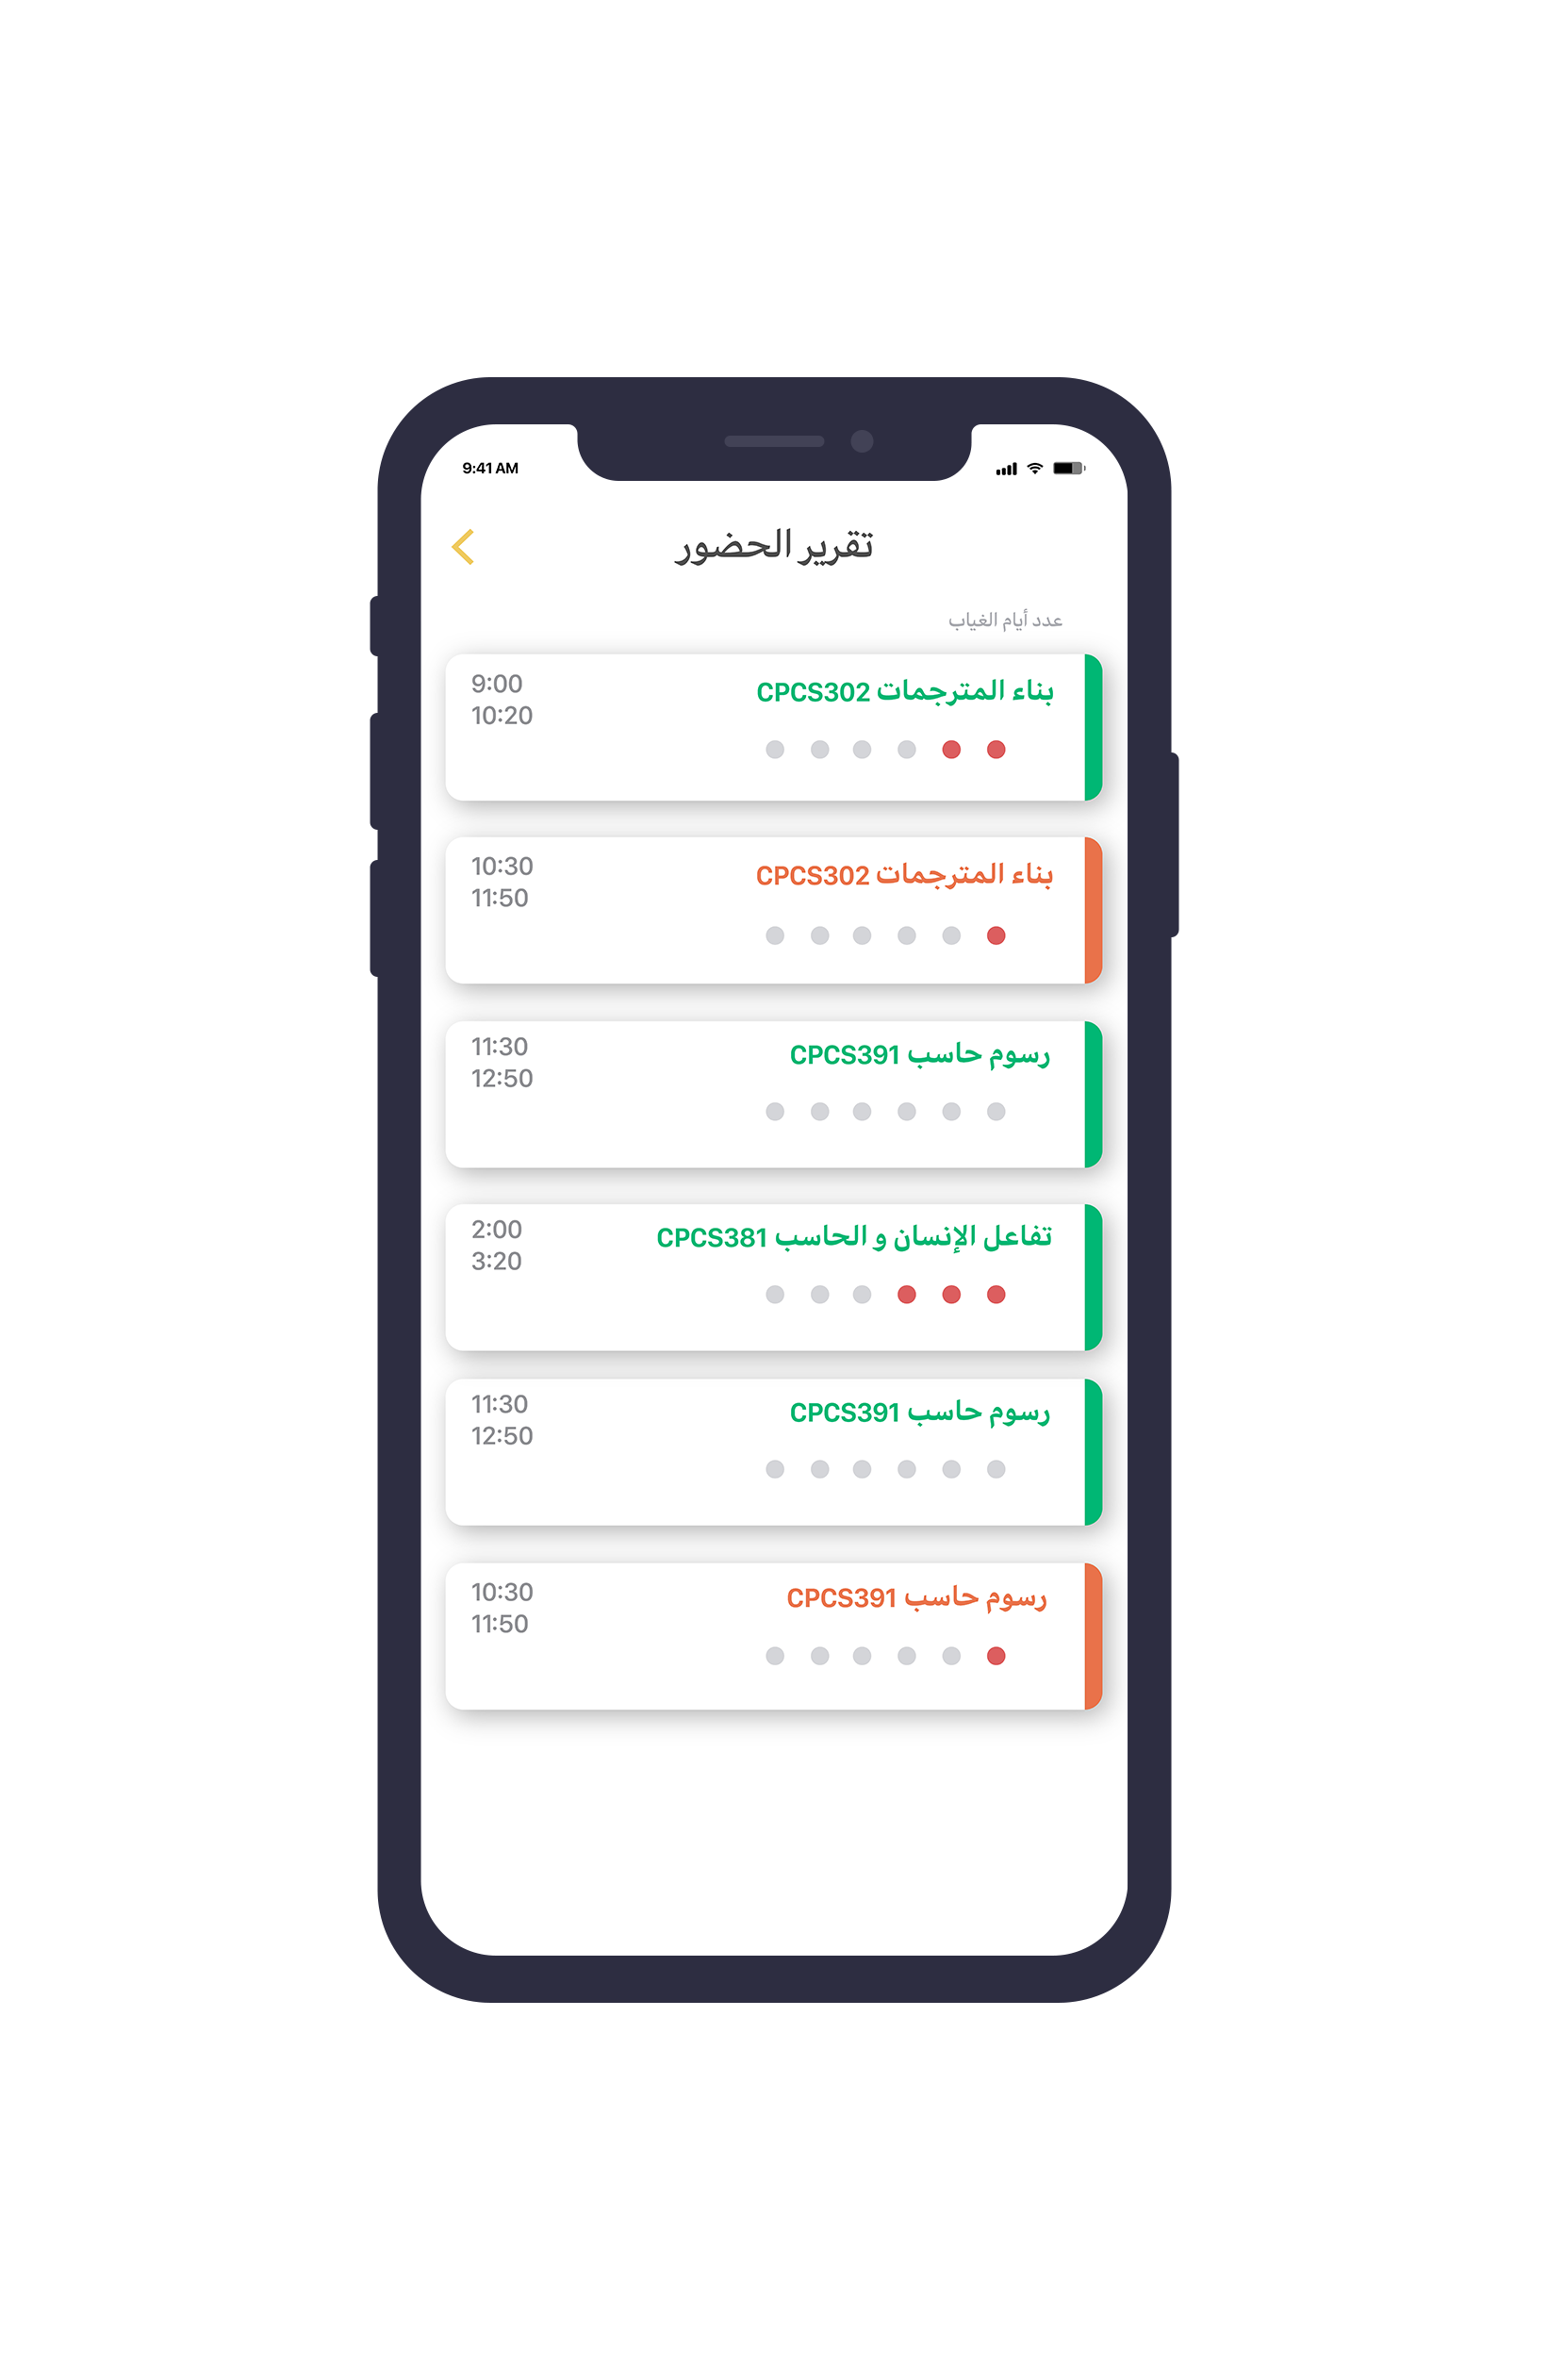 9:41 AM
تقرير الحضور
عدد أيام الغياب
بناء المترجمات CPCS302
9:00
10:20
بناء المترجمات CPCS302
10:30
11:50
رسوم حاسب CPCS391
11:30
12:50
تفاعل الإنسان و الحاسب CPCS381
2:00
3:20
رسوم حاسب CPCS391
11:30
12:50
رسوم حاسب CPCS391
10:30
11:50